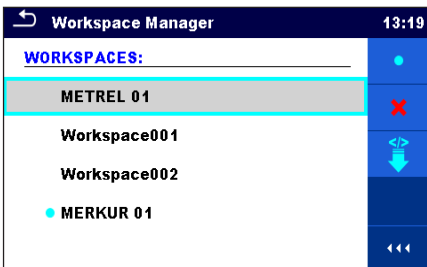 Workspace Manager 13:19
WORKSPACES:
METREL 01
Workspace001
Workspace002
MERKUR 01